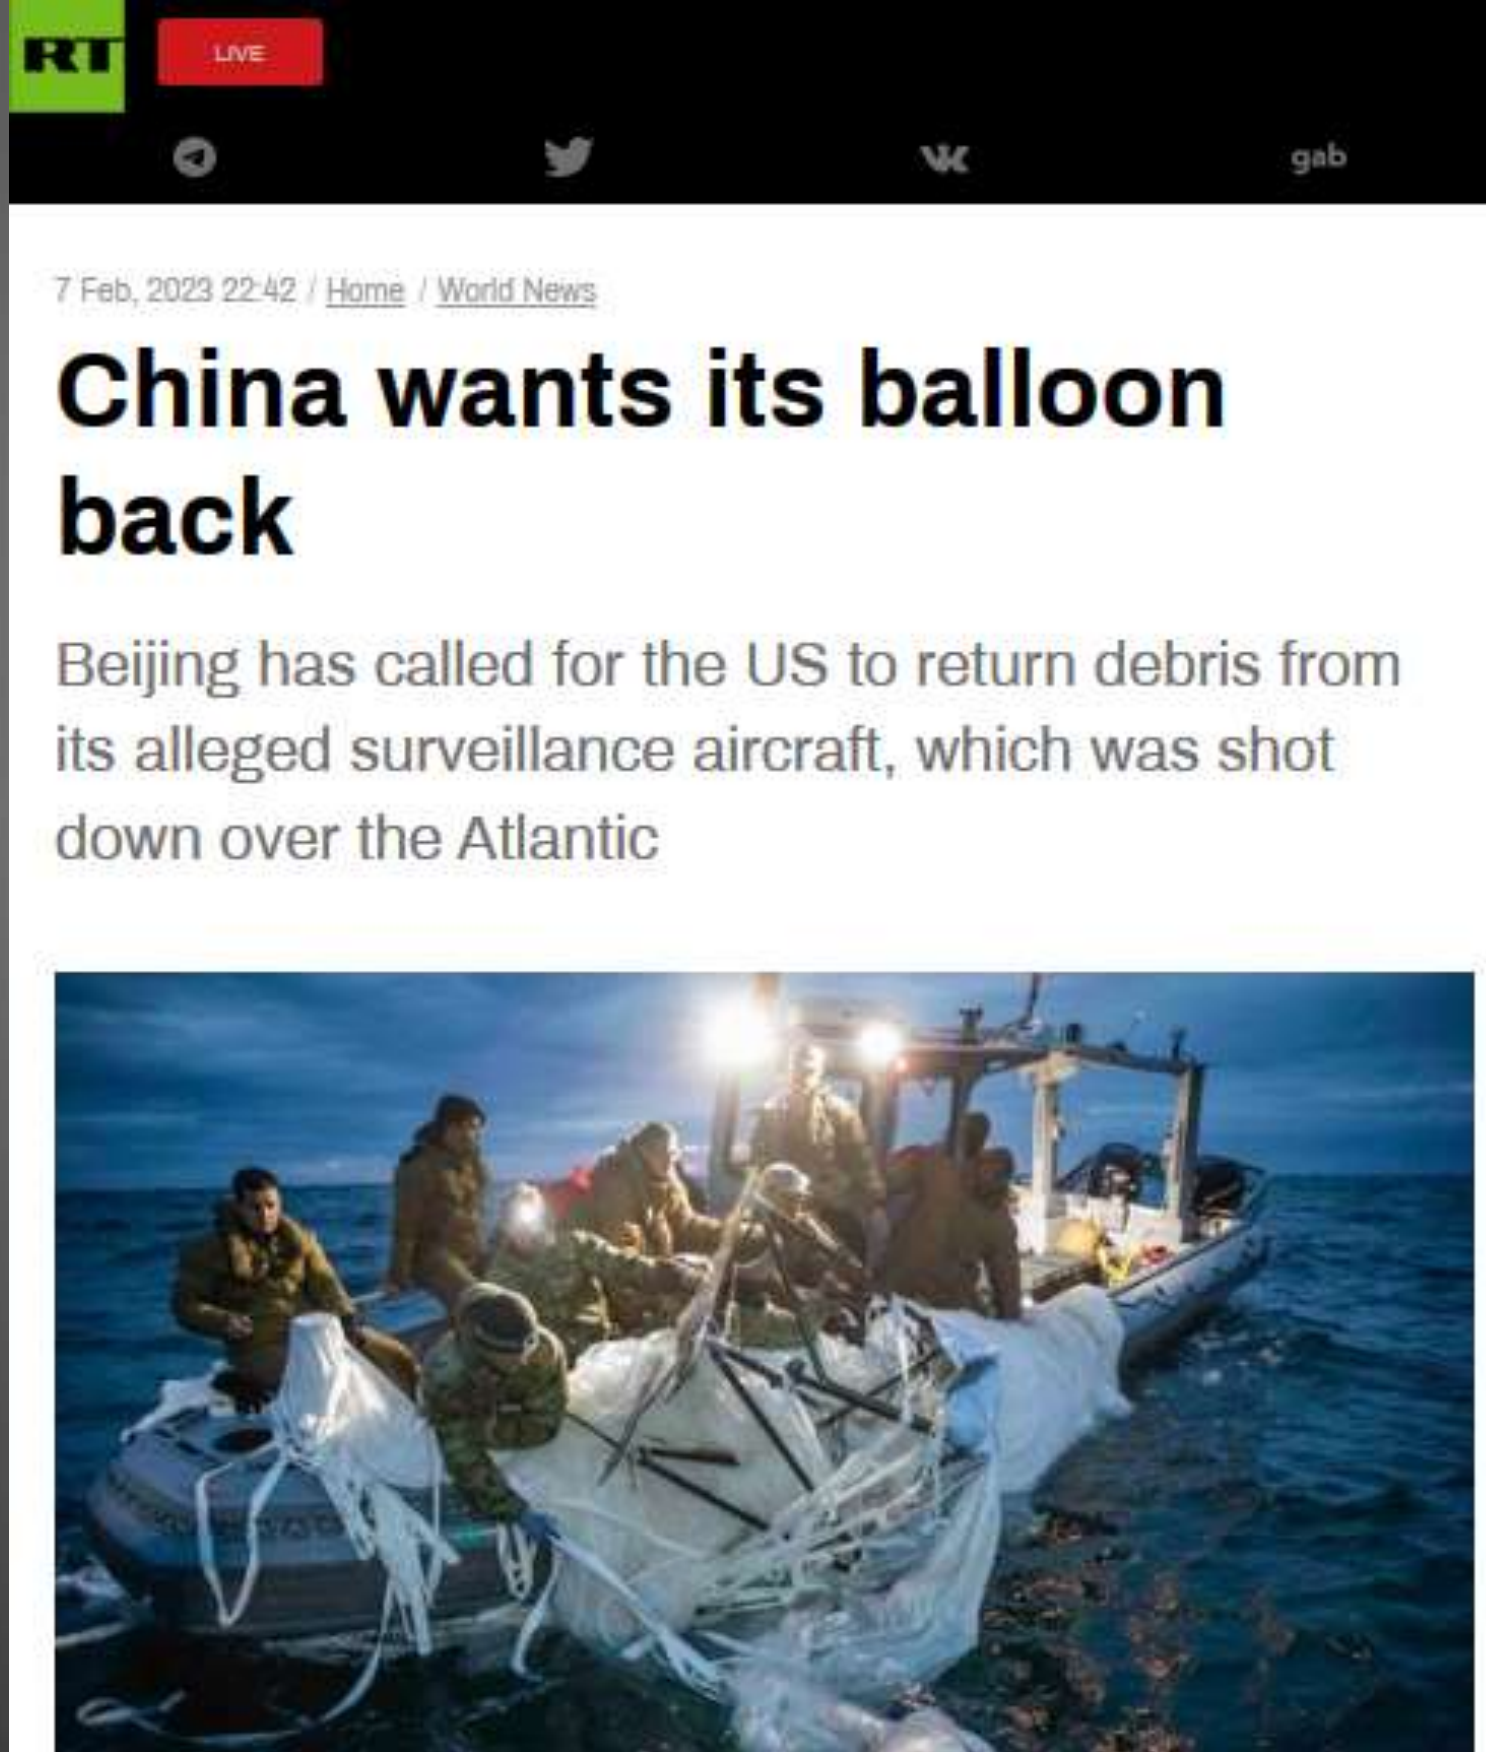 RT
LIVE
gab
7 Feb, 2023 22:42 / Home / World News
China wants its balloon
back
Beijing has called for the US to return debris from
its alleged surveillance aircraft, which was shot
down over the Atlantic